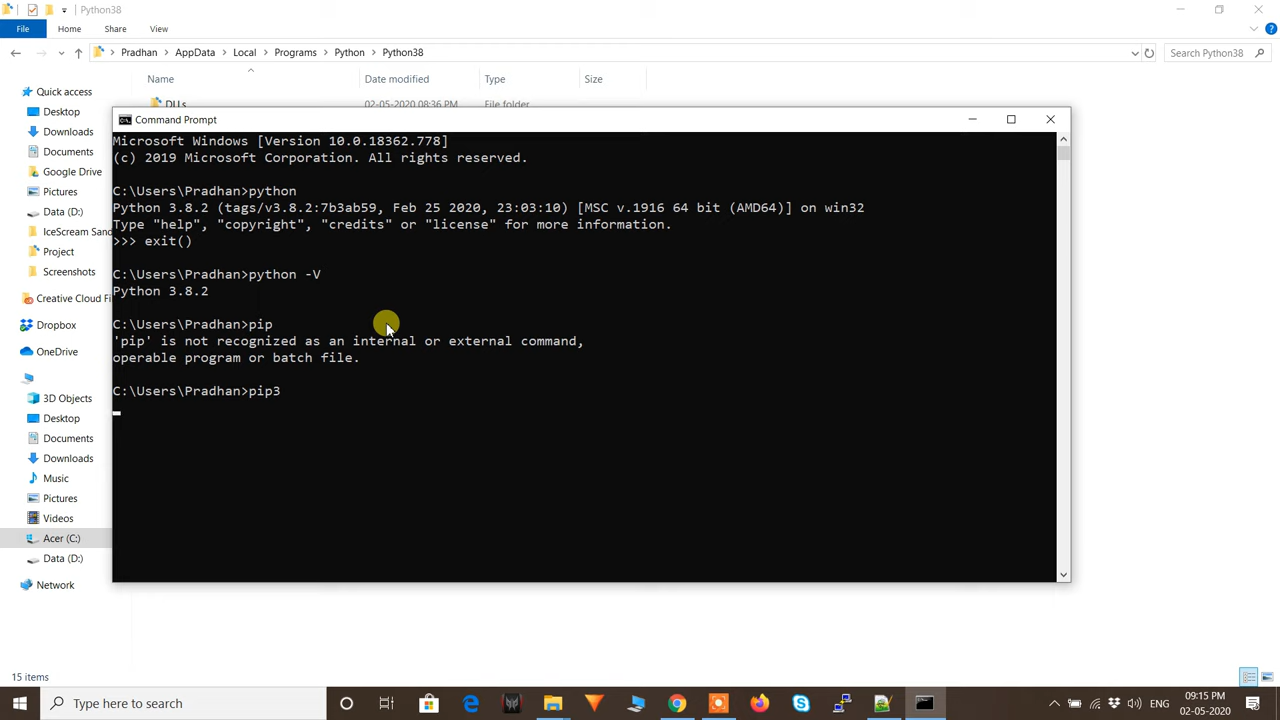 Python38
File
Home
Share
View
Pradhan
AppData
Local
Programs
Python
Python38
Search Python38
Name
Date modified
Type
Size
Quick access
Desktop
Downloads
Documents
Google Drive
Pictures
Data (D:)
IceScream Sand
Project
Screenshots
Creative Cloud Fi
Dropbox
OneDrive
3D Objects
Desktop
Documents
Downloads
Music
Pictures
Videos
Acer (C:)
Data (D:)
Network
DLLs
02-05-2020 08:36 PM
File folder
Command Prompt
Microsoft Windows [Version 10.0.18362.778]
(c) 2019 Microsoft Corporation. All rights reserved.
C:\Users\Pradhan>python
Python 3.8.2 (tags/v3.8.2:7b3ab59, Feb 25 2020, 23:03:10) [MSC v.1916 64 bit (AMD64)] on win32
Type "help", "copyright", "credits" or "license" for more information.
>>> exit()
C:\Users\Pradhan>python -V
Python 3.8.2
C:\Users\Pradhan>pip
'pip' is not recognized as an internal or external command,
operable program or batch file.
C:\Users\Pradhan>pip3
15 items
Type here to search
09:15 PM
02-05-2020